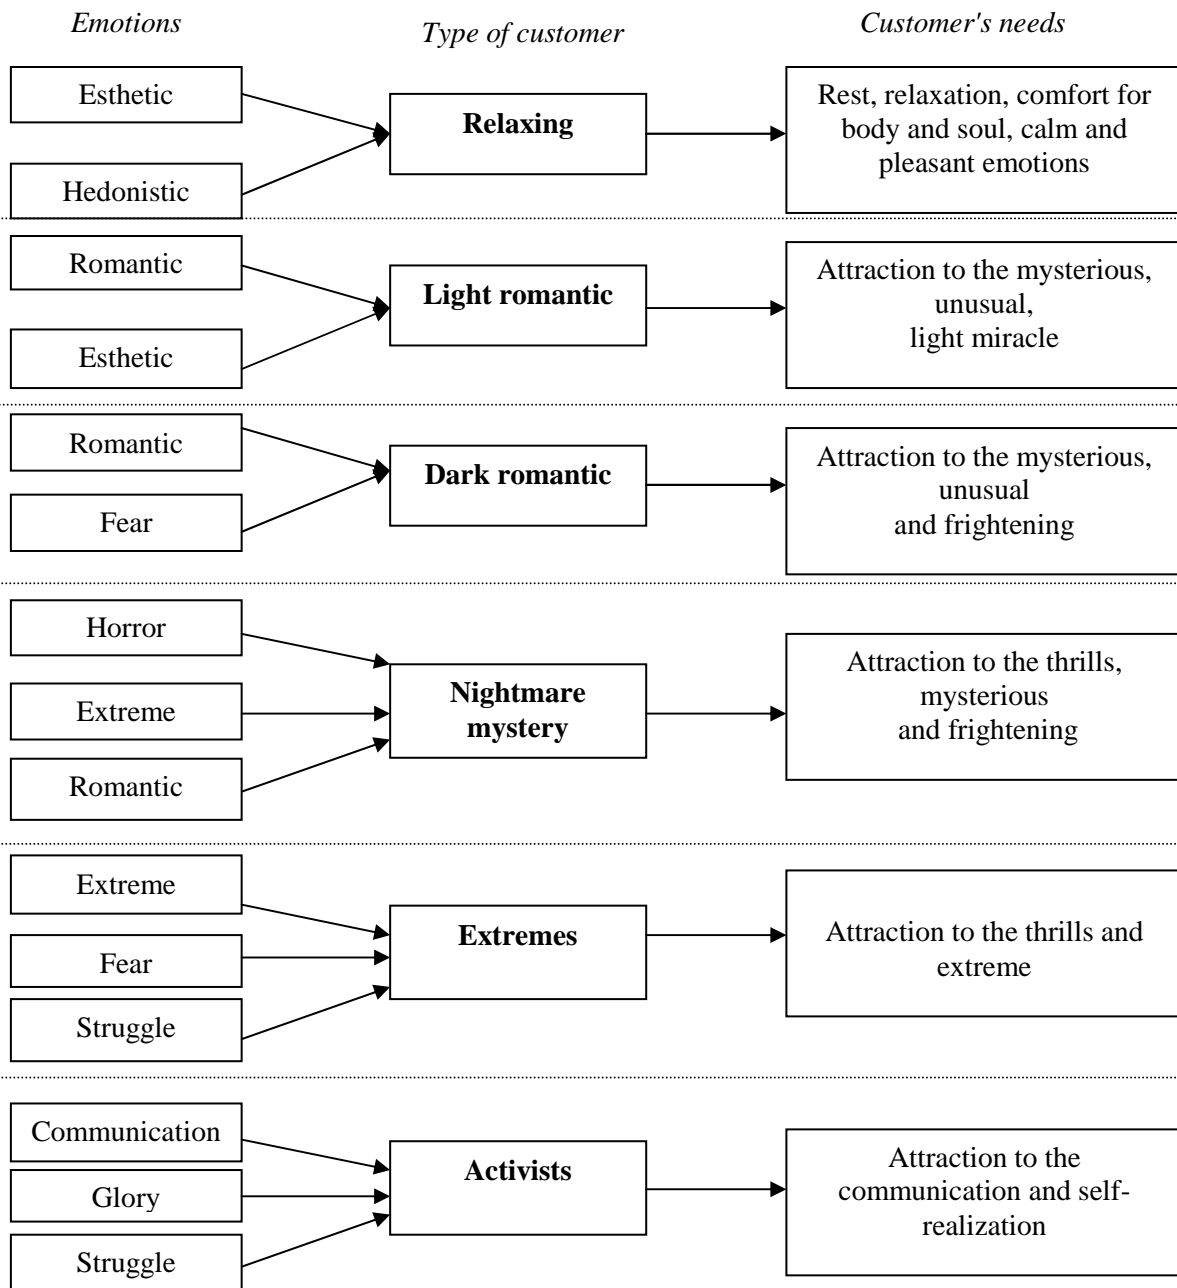 Emotions
Type of customer
Customer's needs
Esthetic
Hedonistic
Relaxing
Rest, relaxation, comfort for
body and soul, calm and
pleasant emotions
Romantic
Esthetic
Light romantic
Attraction to the mysterious,
unusual,
light miracle
Romantic
Fear
Dark romantic
Attraction to the mysterious,
unusual
and frightening
Horror
Extreme
Romantic
Nightmare
mystery
Attraction to the thrills,
mysterious
and frightening
Extreme
Fear
Struggle
Extremes
Attraction to the thrills and
extreme
Communication
Glory
Struggle
Activists
Attraction to the
communication and self-
realization